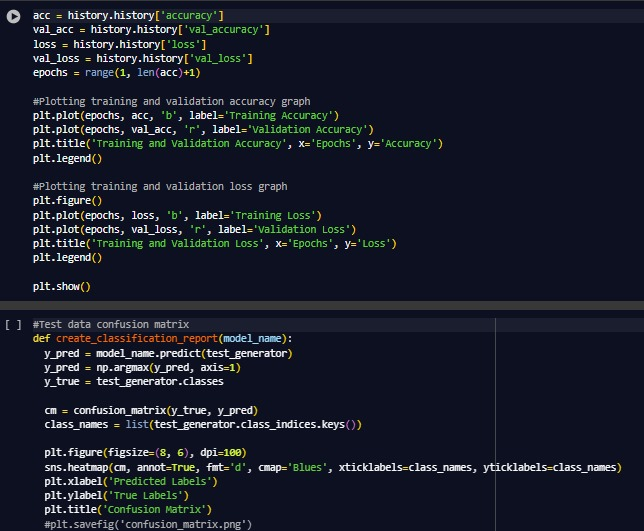 acc = history.history['accuracy']
val_acc = history.history['val_accuracy']
loss = history.history['loss']
val_loss = history.history['val_loss']
epochs = range(1, len(acc)+1)

#Plotting training and validation accuracy graph
plt.plot(epochs, acc, 'b', label='Training Accuracy')
plt.plot(epochs, val_acc, 'r', label='Validation Accuracy')
plt.title('Training and Validation Accuracy', x='Epochs', y='Accuracy')
plt.legend()

#Plotting training and validation loss graph
plt.figure()
plt.plot(epochs, loss, 'b', label='Training Loss')
plt.plot(epochs, val_loss, 'r', label='Validation Loss')
plt.title('Training and Validation Loss', x='Epochs', y='Loss')
plt.legend()

plt.show()

[ ] #Test data confusion matrix
def create_classification_report(model_name):
  y_pred = model_name.predict(test_generator)
  y_pred = np.argmax(y_pred, axis=1)
  y_true = test_generator.classes

  cm = confusion_matrix(y_true, y_pred)
  class_names = list(test_generator.class_indices.keys())

  plt.figure(figsize=(8, 6), dpi=100)
  sns.heatmap(cm, annot=True, fmt='d', cmap='Blues', xticklabels=class_names, yticklabels=class_names)
  plt.xlabel('Predicted Labels')
  plt.ylabel('True Labels')
  plt.title('Confusion Matrix')
  #plt.savefig('confusion_matrix.png')